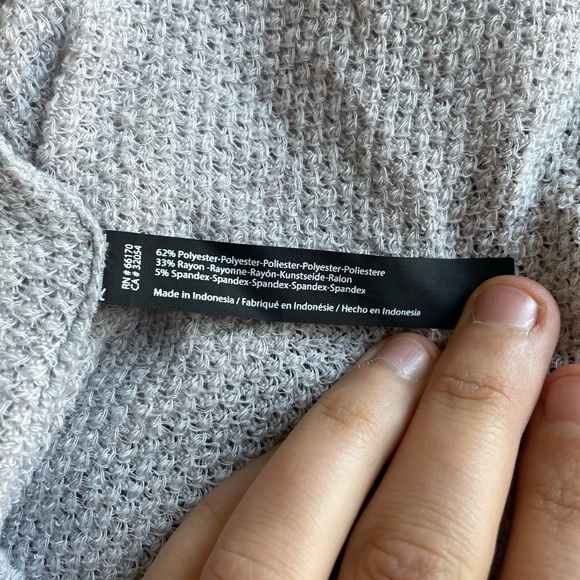 RN # 66170
CA # 32054
62% Polyester-Polyester-Poliester-Polyester-Poliestere
33% Rayon -Rayonne-Rayón-Kunstseide-Raion
5% Spandex-Spandex-Spandex-Spandex-Spandex
Made in Indonesia / Fabriqué en Indonésie / Hecho en Indonesia